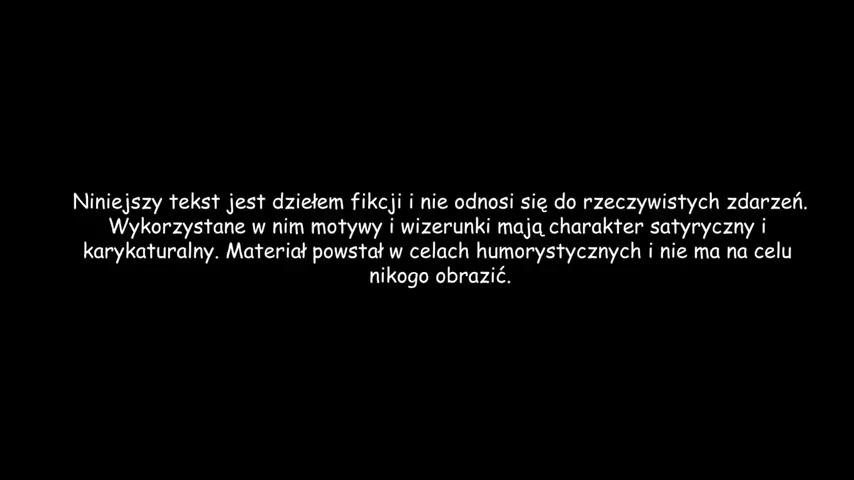 Niniejszy tekst jest dziełem fikcji i nie odnosi się do rzeczywistych zdarzeń.
Wykorzystane w nim motywy i wizerunki mają charakter satyryczny i
karykaturalny. Materiał powstał w celach humorystycznych i nie ma na celu
nikogo obrazić.